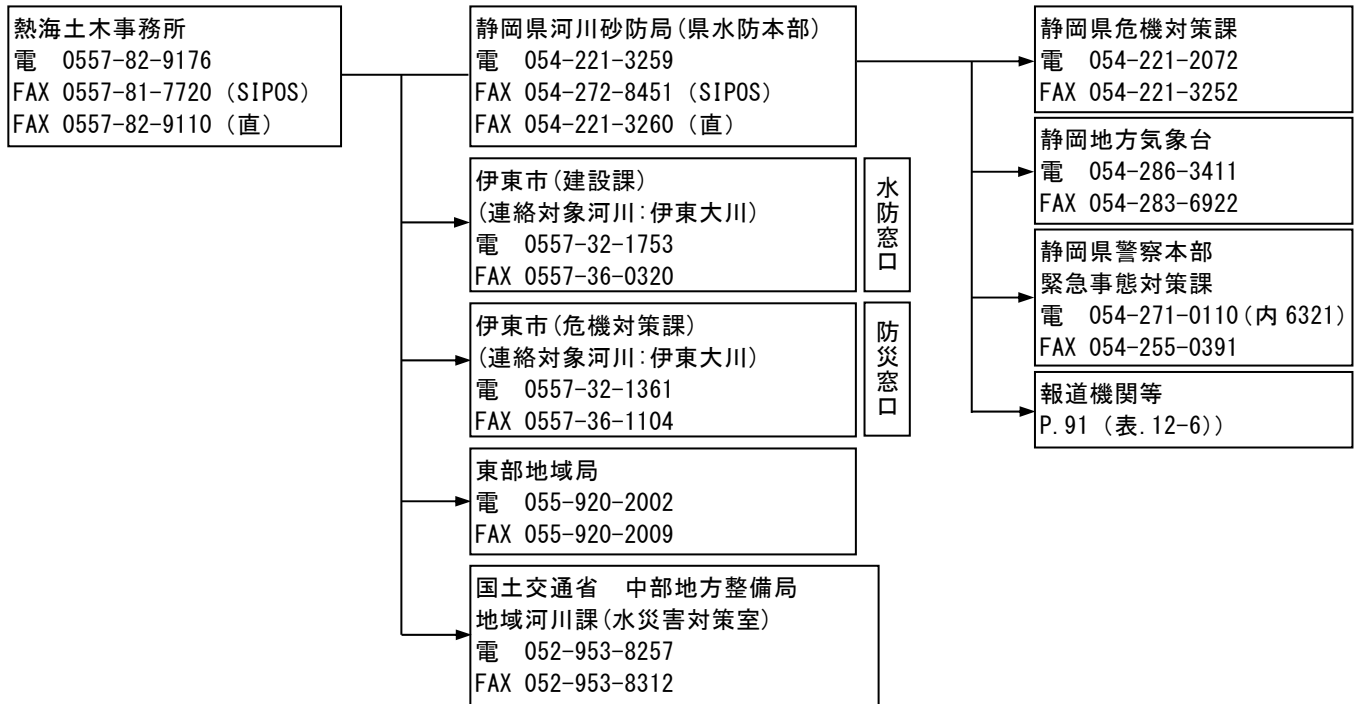 熱海土木事務所
電　0557-82-9176
FAX 0557-81-7720 (SIPOS)
FAX 0557-82-9110 (直)
静岡県河川砂防局(県水防本部)
電　054-221-3259
FAX 054-272-8451 (SIPOS)
FAX 054-221-3260 (直)
伊東市(建設課)
(連絡対象河川:伊東大川)
電　0557-32-1753
FAX 0557-36-0320
水防窓口
伊東市(危機対策課)
(連絡対象河川:伊東大川)
電　0557-32-1361
FAX 0557-36-1104
防災窓口
東部地域局
電　055-920-2002
FAX 055-920-2009
国土交通省　中部地方整備局
地域河川課(水災害対策室)
電　052-953-8257
FAX 052-953-8312
静岡県危機対策課
電　054-221-2072
FAX 054-221-3252
静岡地方気象台
電　054-286-3411
FAX 054-283-6922
静岡県警察本部
緊急事態対策課
電　054-271-0110(内 6321)
FAX 054-255-0391
報道機関等
P.91 (表.12-6))